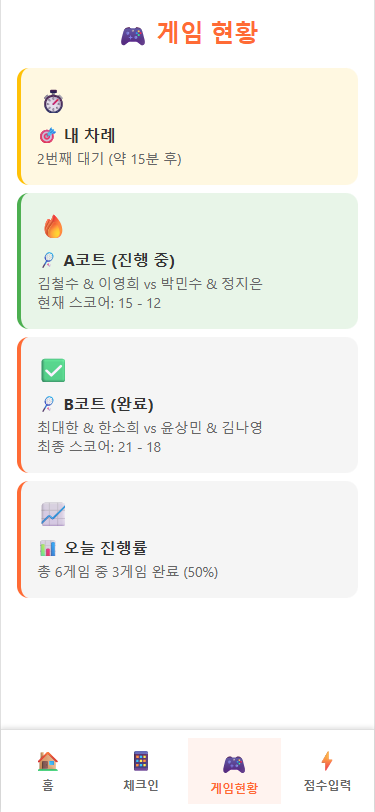 게임 현황
내 차례
2번째 대기 (약 15분 후)
A코트 (진행 중)
김철수 & 이영희 vs 박민수 & 정지은
현재 스코어: 15 - 12
B코트 (완료)
최대한 & 한소희 vs 윤상민 & 김나영
최종 스코어: 21 - 18
오늘 진행률
총 6게임 중 3게임 완료 (50%)
홈
체크인
게임현황
점수입력